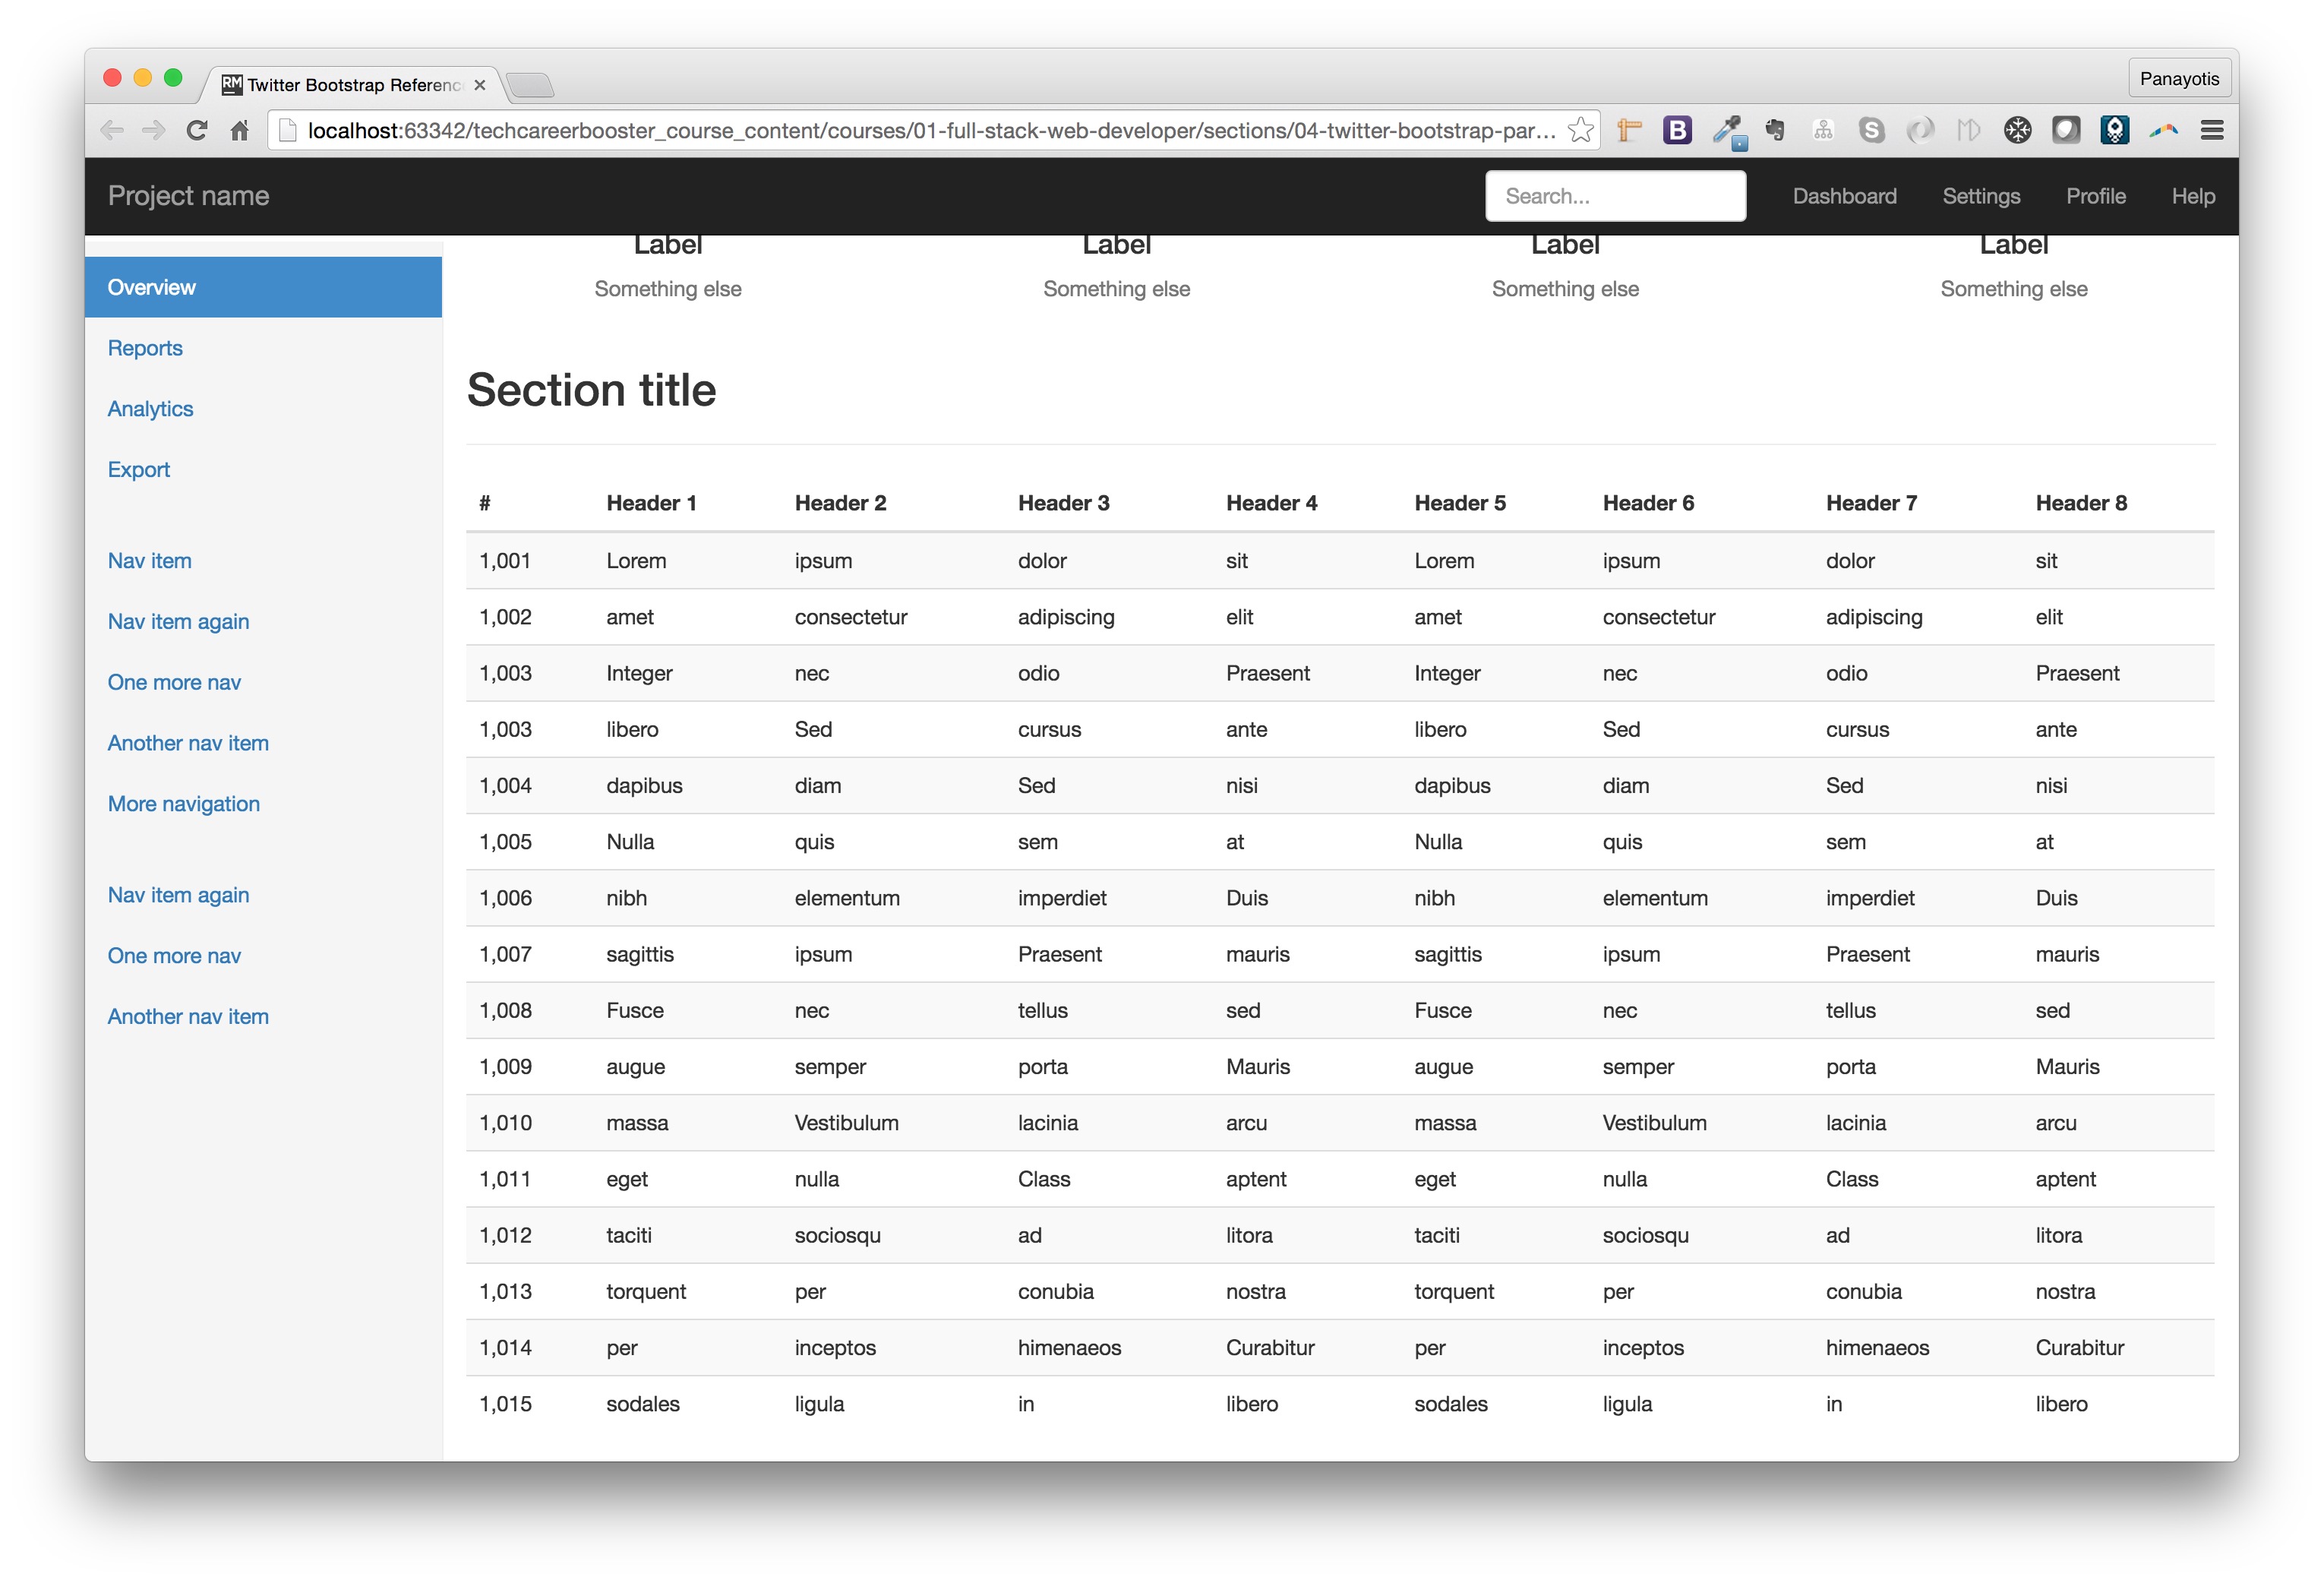 RM Twitter Bootstrap Referenc
Panayotis
localhost:63342/techcareerbooster_course_content/courses/01-full-stack-web-developer/sections/04-twitter-bootstrap-par...
Project name Search... Dashboard Settings Profile Help
Label Label Label Label
Something else Something else Something else Something else
Overview
Reports
Analytics
Export
Nav item
Nav item again
One more nav
Another nav item
More navigation
Nav item again
One more nav
Another nav item
Section title
# Header 1 Header 2 Header 3 Header 4 Header 5 Header 6 Header 7 Header 8
1,001 Lorem ipsum dolor sit Lorem ipsum dolor sit
1,002 amet consectetur adipiscing elit amet consectetur adipiscing elit
1,003 Integer nec odio Praesent Integer nec odio Praesent
1,003 libero Sed cursus ante libero Sed cursus ante
1,004 dapibus diam Sed nisi dapibus diam Sed nisi
1,005 Nulla quis sem at Nulla quis sem at
1,006 nibh elementum imperdiet Duis nibh elementum imperdiet Duis
1,007 sagittis ipsum Praesent mauris sagittis ipsum Praesent mauris
1,008 Fusce nec tellus sed Fusce nec tellus sed
1,009 augue semper porta Mauris augue semper porta Mauris
1,010 massa Vestibulum lacinia arcu massa Vestibulum lacinia arcu
1,011 eget nulla Class aptent eget nulla Class aptent
1,012 taciti sociosqu ad litora taciti sociosqu ad litora
1,013 torquent per conubia nostra torquent per conubia nostra
1,014 per inceptos himenaeos Curabitur per inceptos himenaeos Curabitur
1,015 sodales ligula in libero sodales ligula in libero